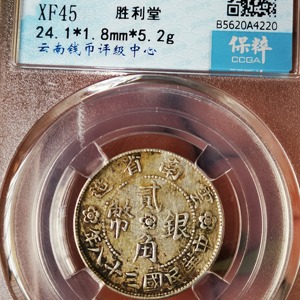 XF45
胜利堂
24.1*1.8mm*5.2g
云南钱币评级中心
B5620A4220
保粹
CCGA
雲南省造
貳角銀幣
中華民國三十八年